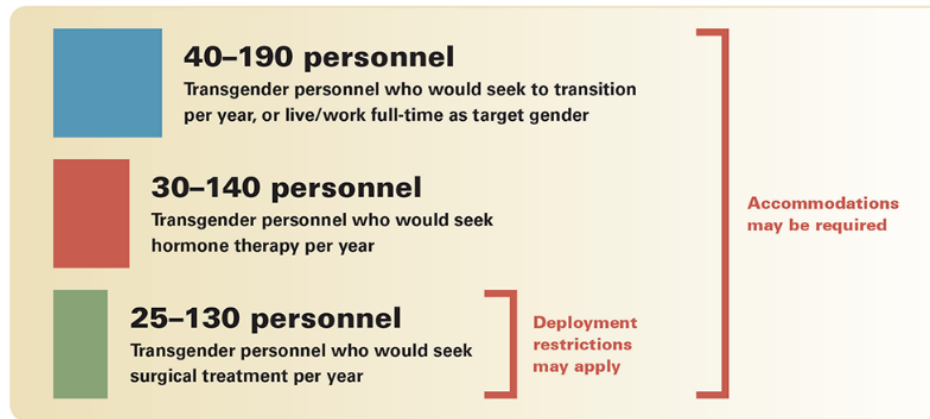 40–190 personnel
Transgender personnel who would seek to transition
per year, or live/work full-time as target gender
30–140 personnel
Transgender personnel who would seek
hormone therapy per year
Accommodations
may be required
25–130 personnel
Transgender personnel who would seek
surgical treatment per year
Deployment
restrictions
may apply